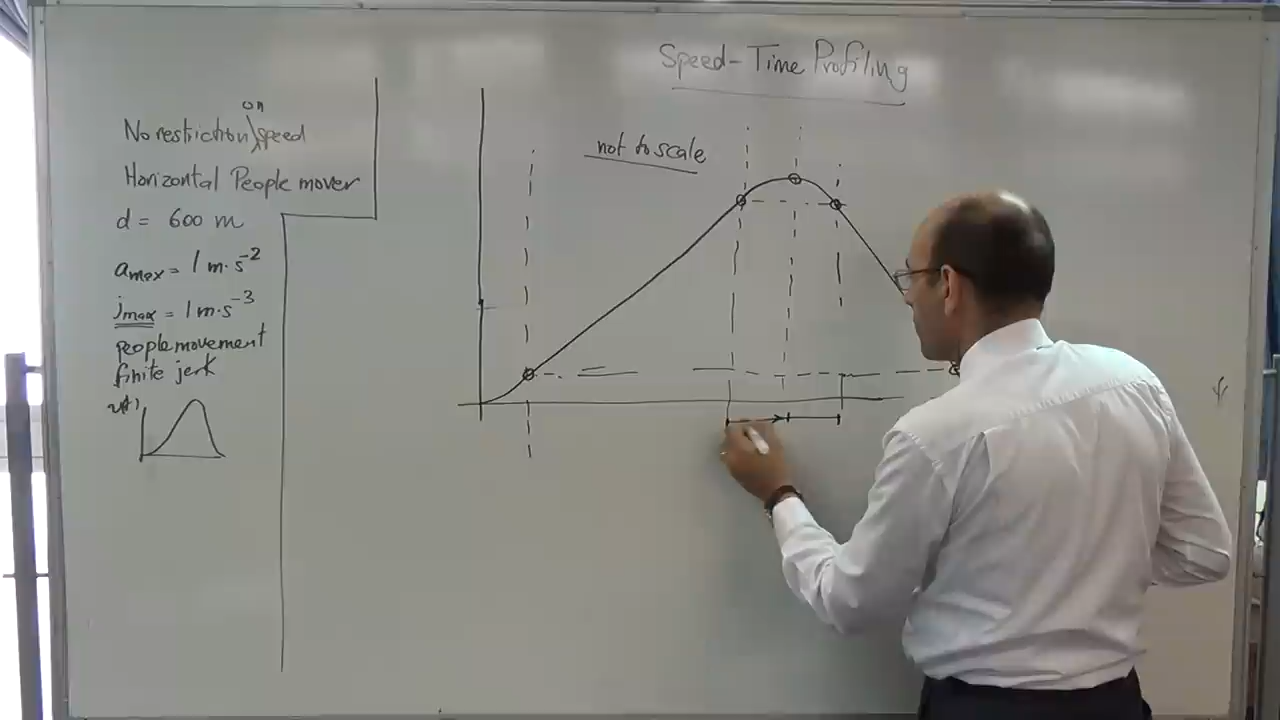 Speed-Time Profiling
on
No restriction speed
Horizontal People mover
d = 600 m
amax = 1 m·s⁻²
jmax = 1 m·s⁻³
people movement
finite jerk
v(t)
not to scale